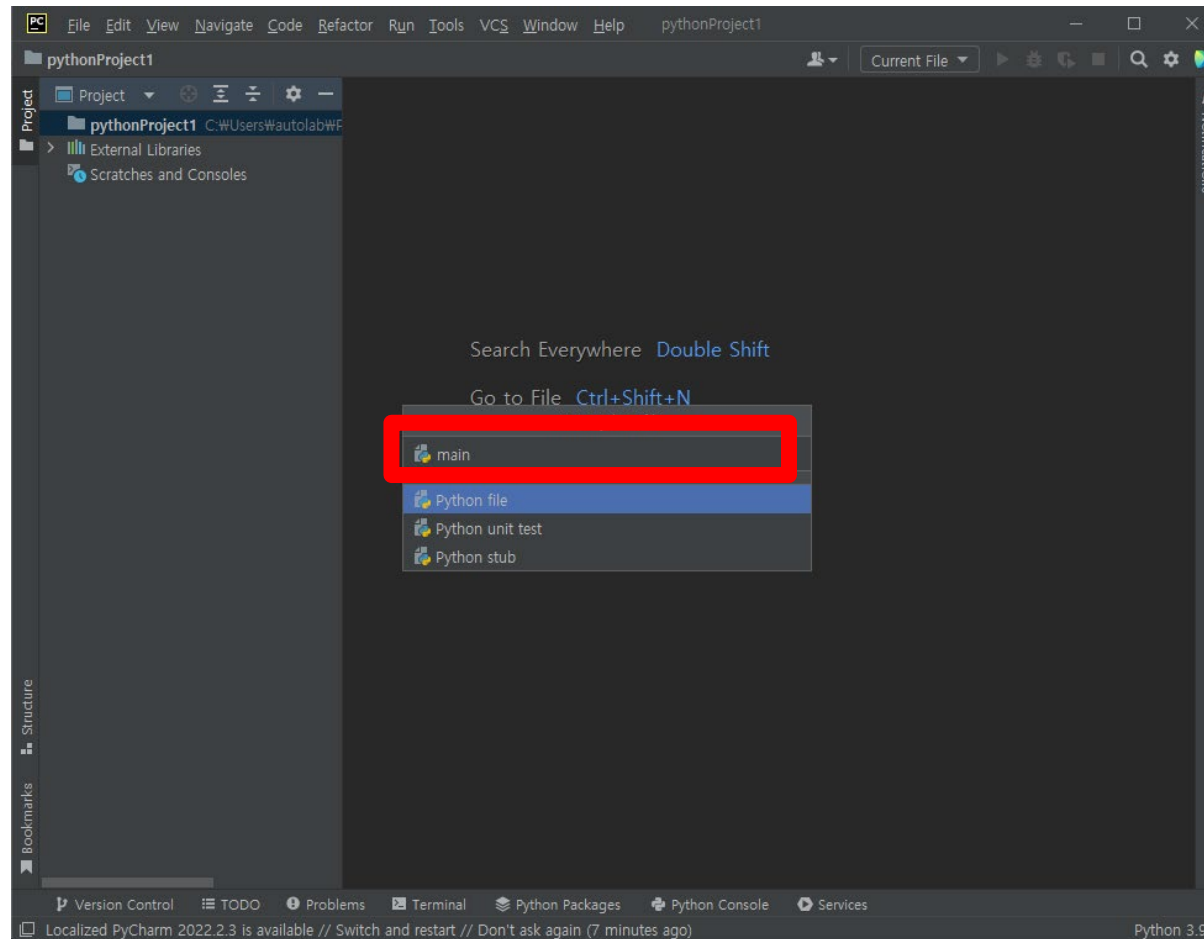 PC File Edit View Navigate Code Refactor Run Tools VCS Window Help pythonProject1
pythonProject1 Current File
Project
Project
pythonProject1 C:₩Users₩autolab₩P
External Libraries
Scratches and Consoles
Search Everywhere Double Shift
Go to File Ctrl+Shift+N
main
Python file
Python unit test
Python stub
Structure
Bookmarks
Version Control TODO Problems Terminal Python Packages Python Console Services
Localized PyCharm 2022.2.3 is available // Switch and restart // Don't ask again (7 minutes ago) Python 3.9